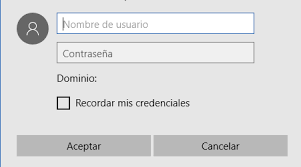 Nombre de usuario
Contraseña
Dominio:
Recordar mis credenciales
Aceptar
Cancelar